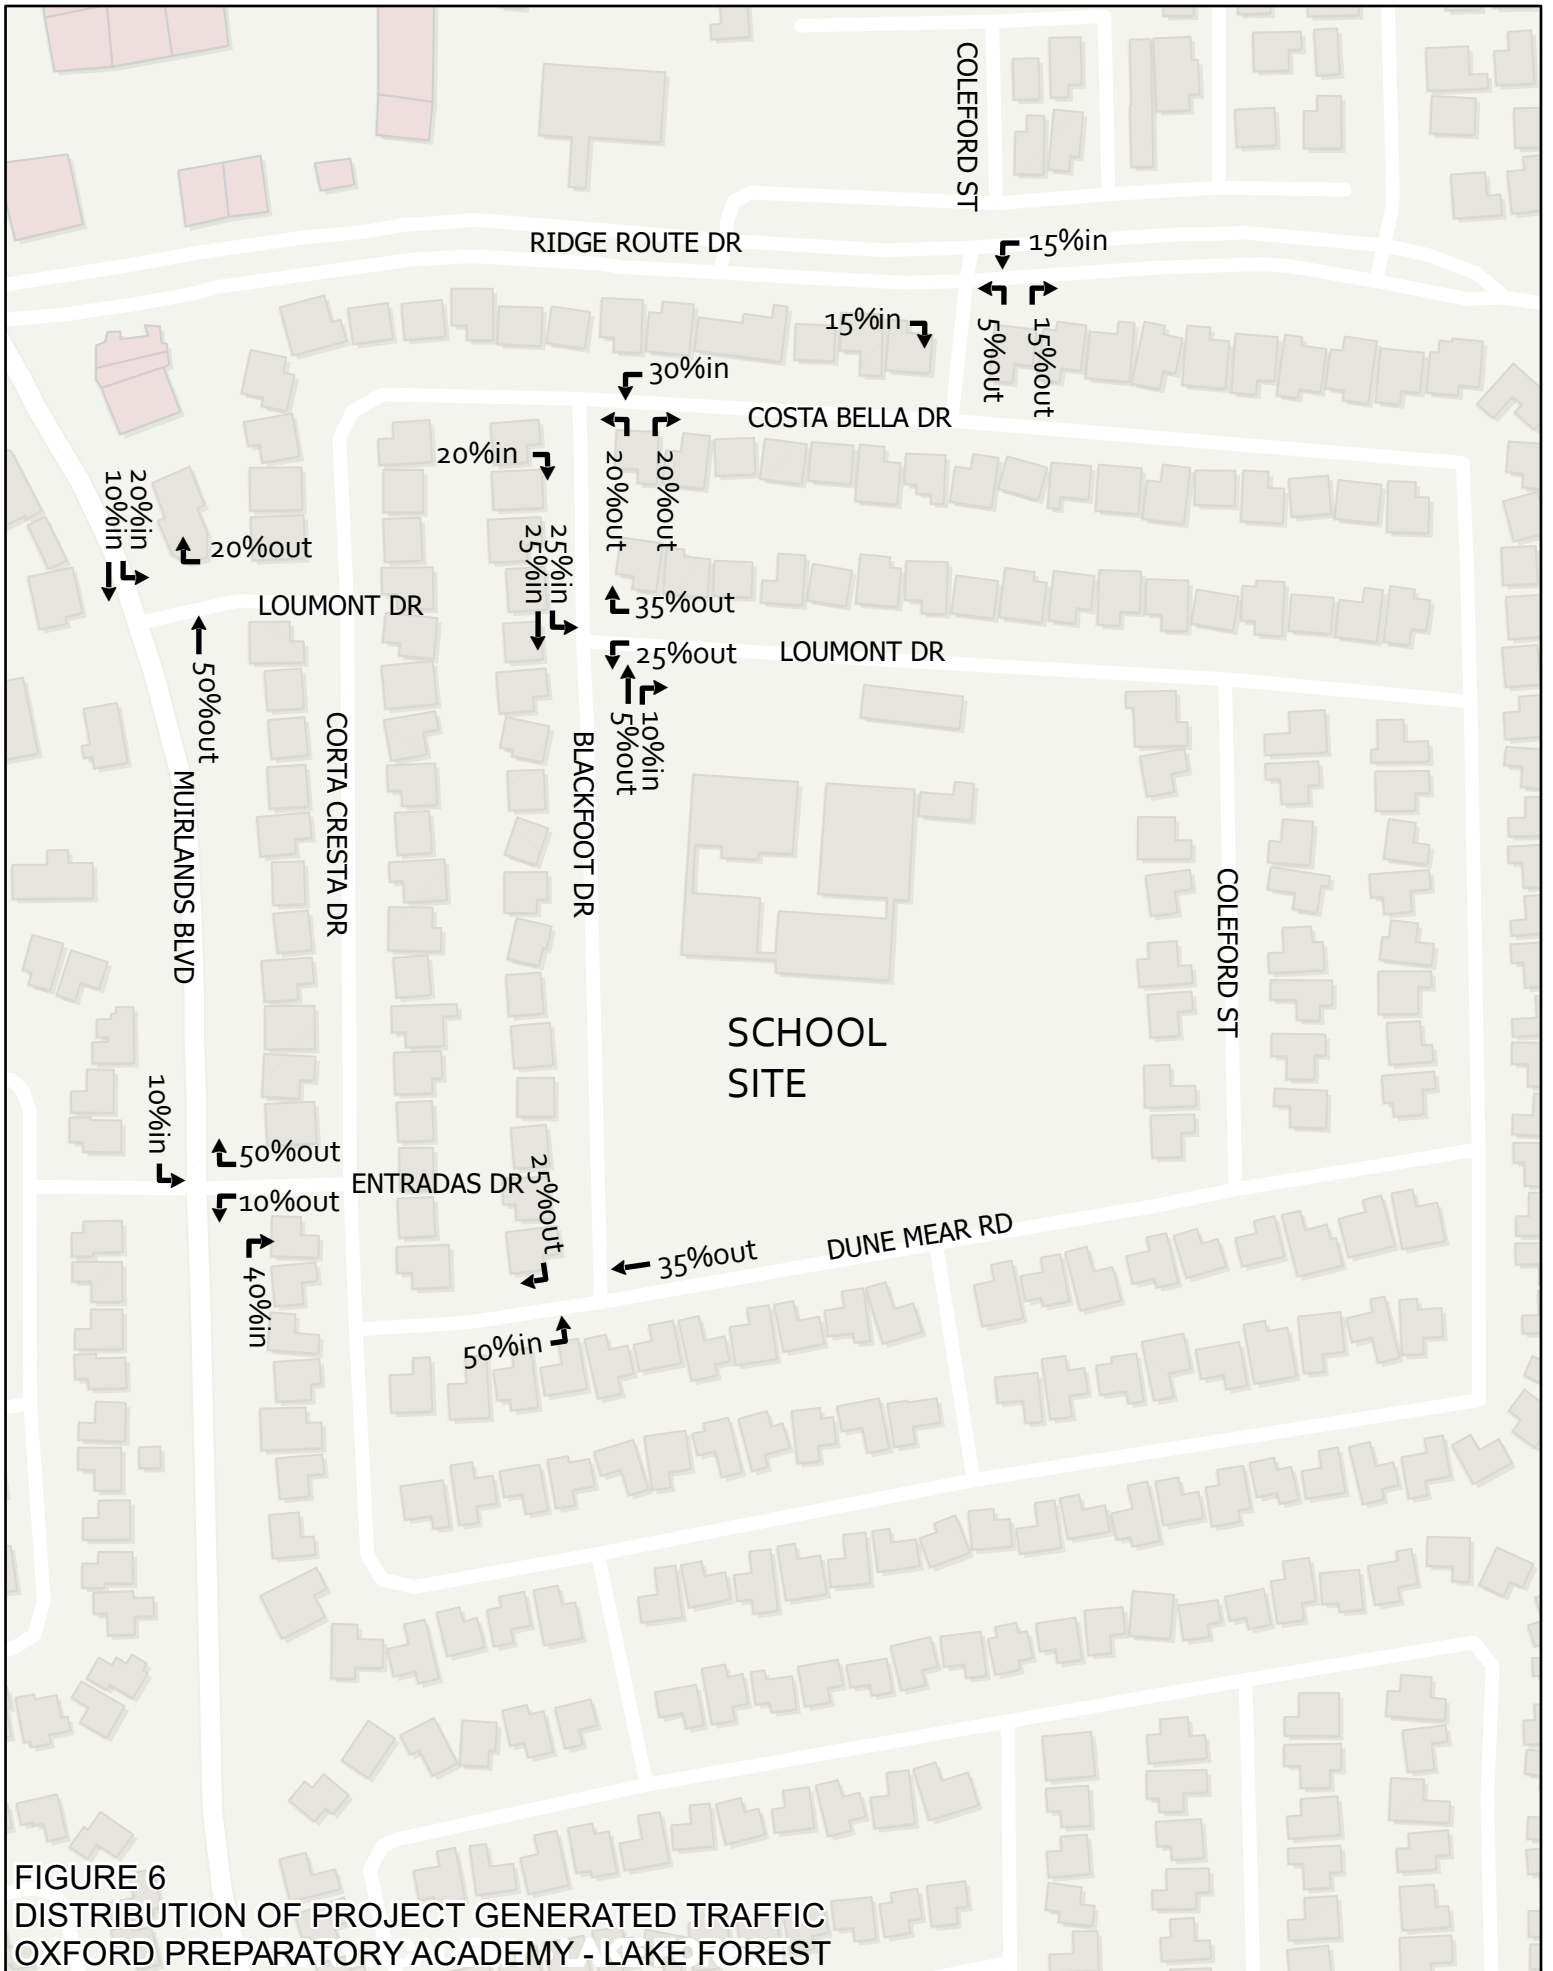 COLEFORD ST
RIDGE ROUTE DR
15%in
15%in
5%out
15%out
30%in
COSTA BELLA DR
20%in
20%out
20%out
20%in
10%in
20%out
25%in
25%in
35%out
LOUMONT DR
25%out
LOUMONT DR
50%out
10%in
5%out
CORTA CRESTA DR
BLACKFOOT DR
MUIRLANDS BLVD
COLEFORD ST
SCHOOL
SITE
10%in
50%out
ENTRADAS DR
25%out
10%out
DUNE MEAR RD
35%out
40%in
50%in
FIGURE 6
DISTRIBUTION OF PROJECT GENERATED TRAFFIC
OXFORD PREPARATORY ACADEMY - LAKE FOREST